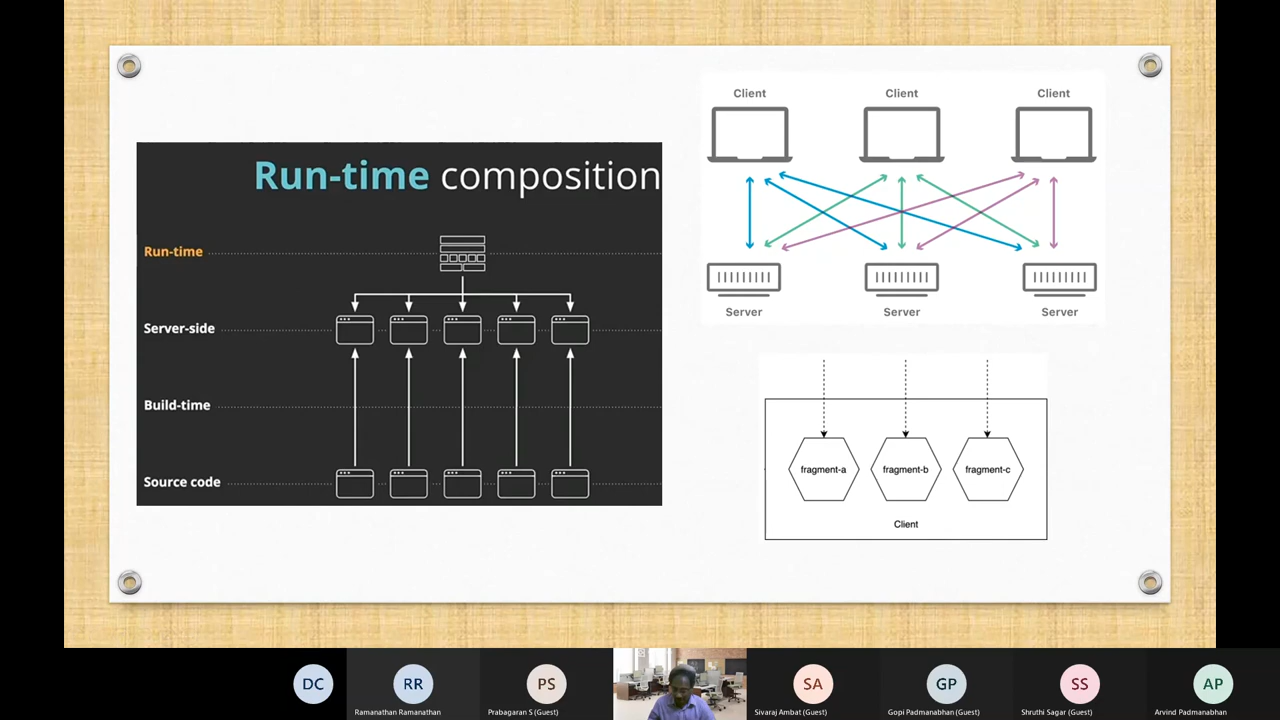 Run-time composition
Run-time
Server-side
Build-time
Source code
Client Client Client
Server Server Server
fragment-a fragment-b fragment-c
Client
DC RR PS SA GP SS AP
Ramanathan Ramanathan Prabagaran S (Guest) Sivaraj Ambat (Guest) Gopi Padmanabhan (Guest) Shruthi Sagar (Guest) Arvind Padmanabhan